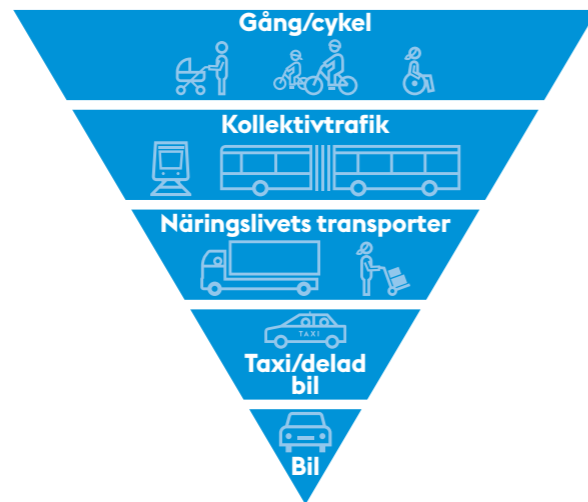 Gång/cykel
Kollektivtrafik
Näringslivets transporter
TAXI
Taxi/delad
bil
Bil